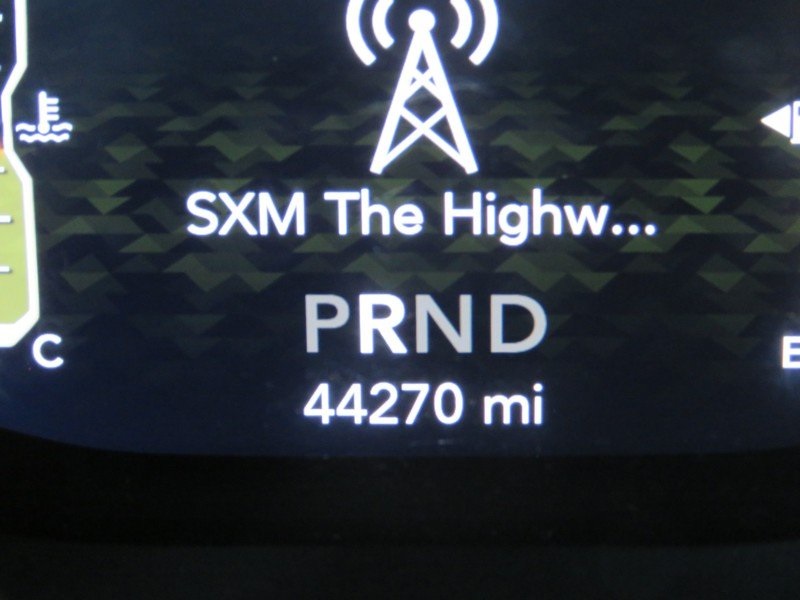 SXM The Highw...
PRND
C
E
44270 mi